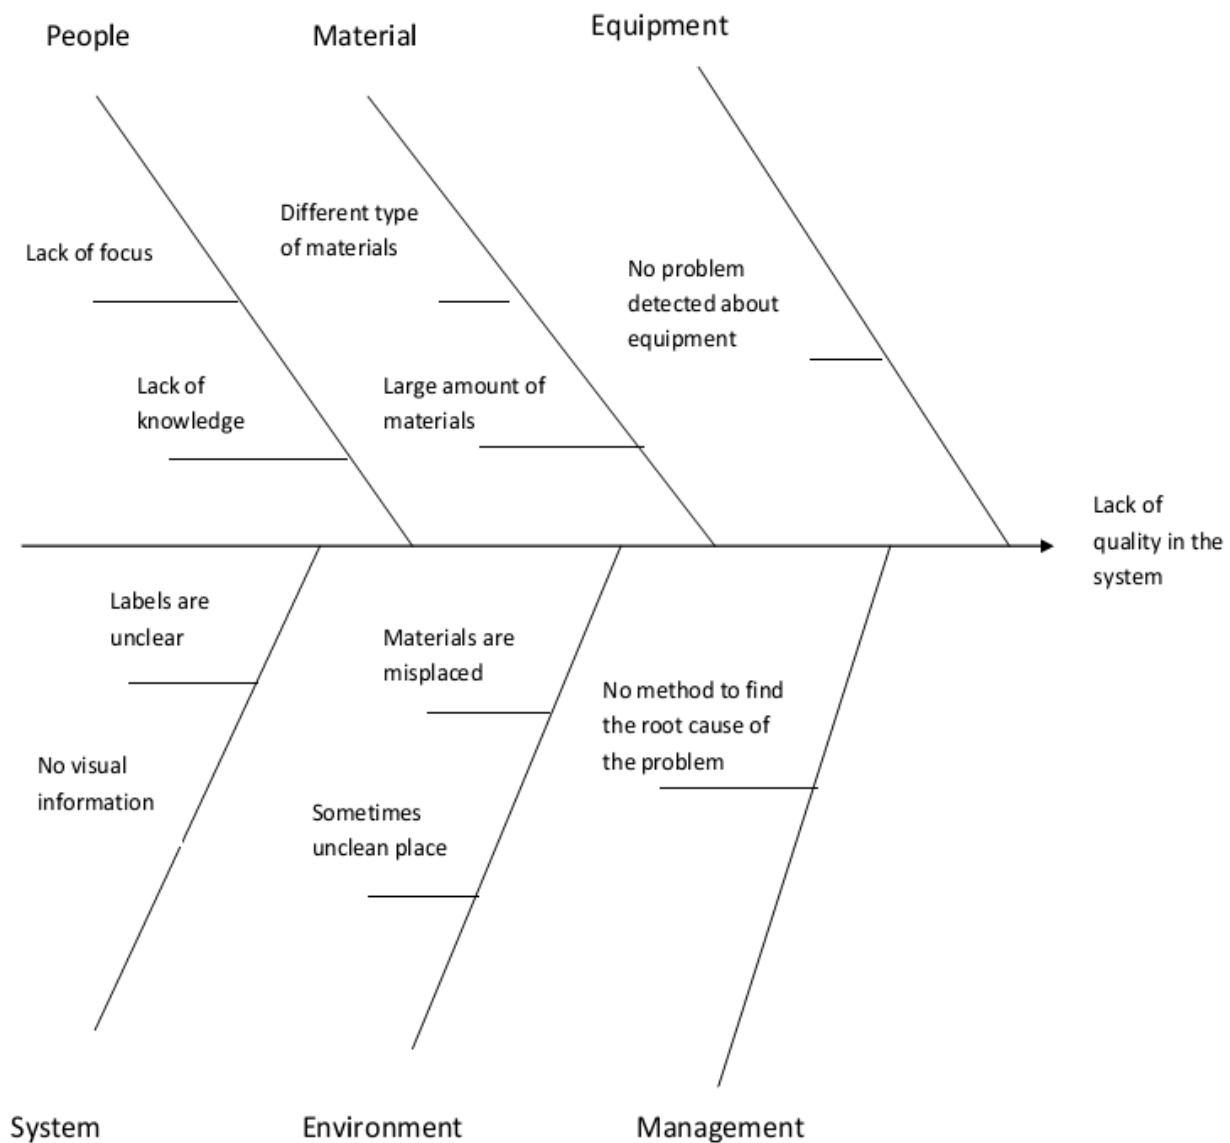 People
Material
Equipment
Lack of focus
Different type
of materials
No problem
detected about
equipment
Lack of
knowledge
Large amount of
materials
Lack of
quality in the
system
Labels are
unclear
Materials are
misplaced
No method to find
the root cause of
the problem
No visual
information
Sometimes
unclean place
System
Environment
Management